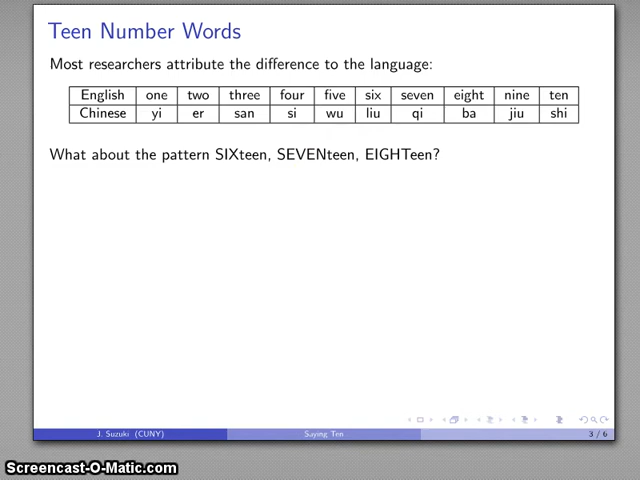 Teen Number Words
Most researchers attribute the difference to the language:
English one two three four five six seven eight nine ten
Chinese yi er san si wu liu qi ba jiu shi
What about the pattern SIXteen, SEVENteen, EIGHTeen?
J. Suzuki (CUNY) Saying Ten 3 / 6
Screencast-O-Matic.com